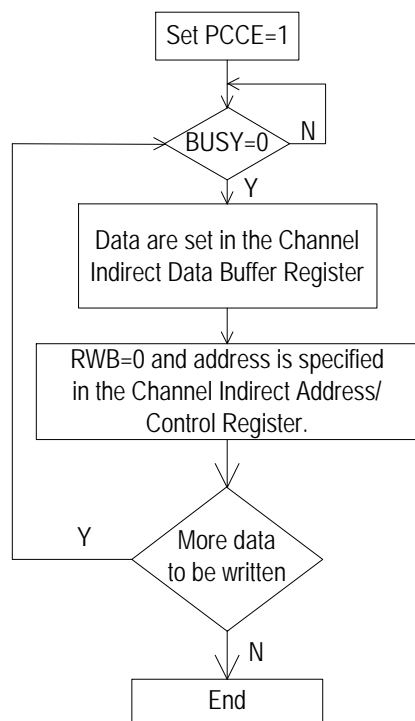 Set PCCE=1
BUSY=0
N
Y
Data are set in the Channel
Indirect Data Buffer Register
RWB=0 and address is specified
in the Channel Indirect Address/
Control Register.
Y
More data
to be written
N
End